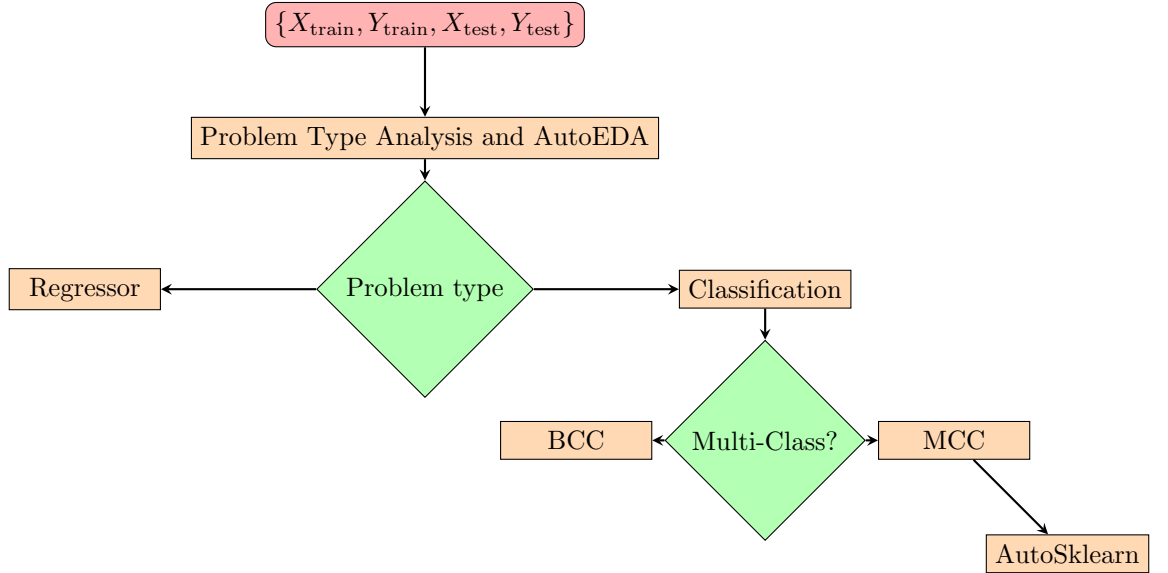 {X_train, Y_train, X_test, Y_test}
Problem Type Analysis and AutoEDA
Regressor
Problem type
Classification
BCC
Multi-Class?
MCC
AutoSklearn